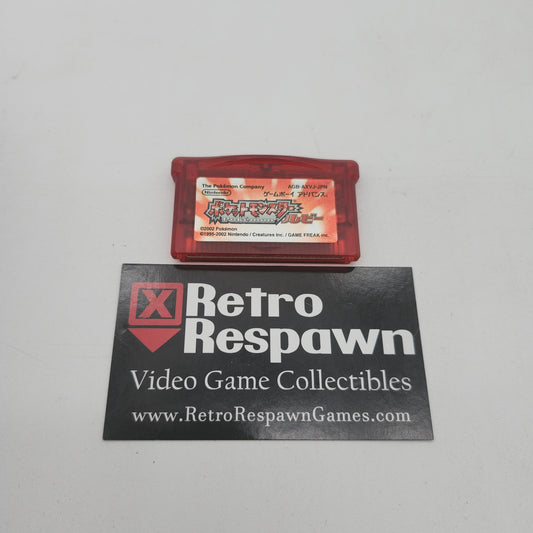 The Pokémon Company AGB-AXVJ-JPN
Nintendo ゲームボーイ アドバンス
ポケットモンスター
ルビー
©2002 Pokémon
©1995-2002 Nintendo / Creatures inc. / GAME FREAK inc.
X Retro
Respawn
Video Game Collectibles
www.RetroRespawnGames.com